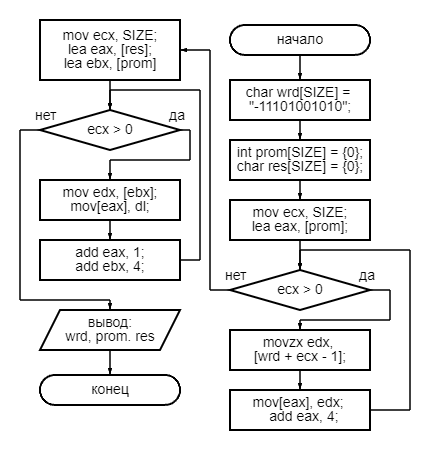 начало
char wrd[SIZE] =
"-11101001010";
int prom[SIZE] = {0};
char res[SIZE] = {0};
mov ecx, SIZE;
lea eax, [prom];
нет
да
ecx > 0
movzx edx,
[wrd + ecx - 1];
mov[eax], edx;
add eax, 4;
mov ecx, SIZE;
lea eax, [res];
lea ebx, [prom]
нет
да
ecx > 0
mov edx, [ebx];
mov[eax], dl;
add eax, 1;
add ebx, 4;
вывод:
wrd, prom. res
конец